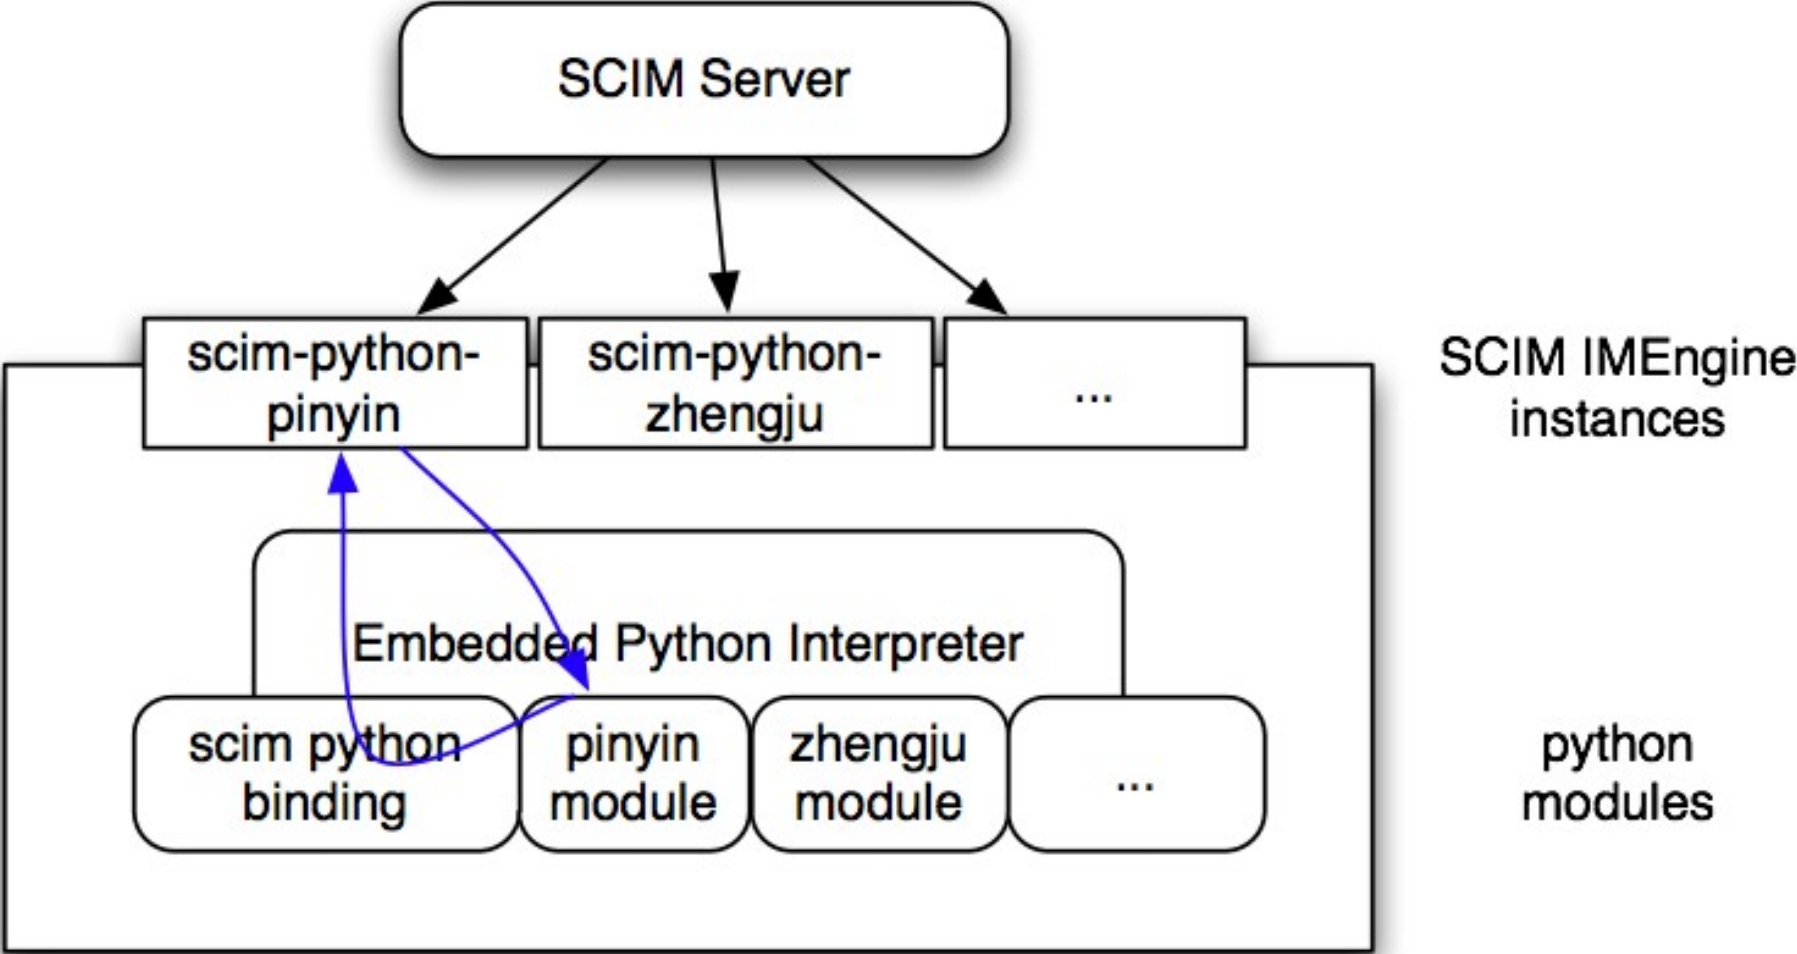 SCIM Server
scim-python-
pinyin
scim-python-
zhengju
...
SCIM IMEngine
instances
Embedded Python Interpreter
scim python
binding
pinyin
module
zhengju
module
...
python
modules